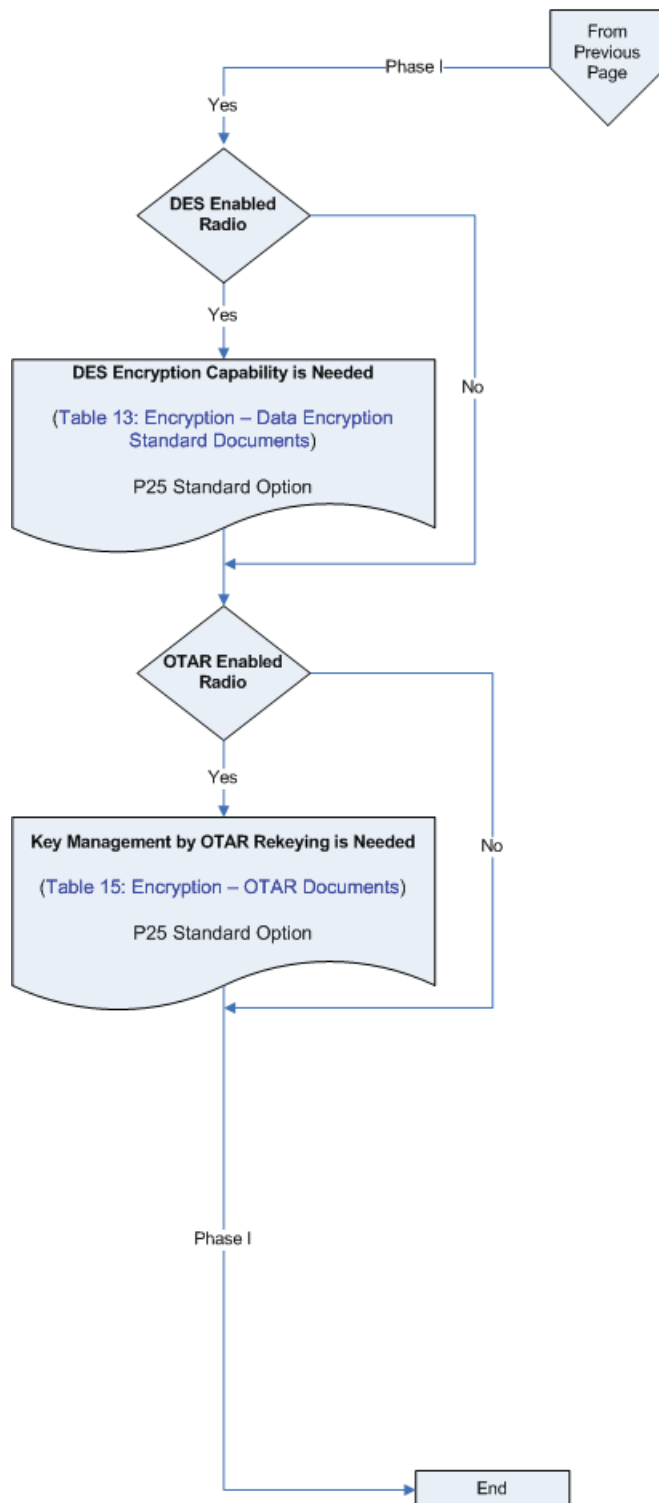 From
Previous
Page
Phase I
Yes
DES Enabled
Radio
Yes
No
DES Encryption Capability is Needed
(Table 13: Encryption – Data Encryption
Standard Documents)
P25 Standard Option
OTAR Enabled
Radio
Yes
No
Key Management by OTAR Rekeying is Needed
(Table 15: Encryption – OTAR Documents)
P25 Standard Option
Phase I
End